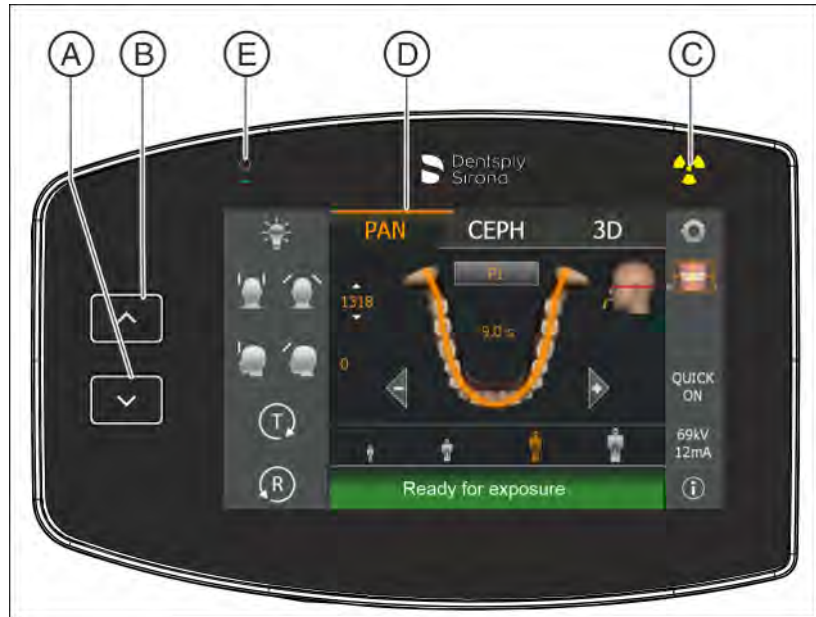 A B E D C
Dentsply
Sirona
PAN CEPH 3D
P1
1318
9,0 s
0
QUICK
ON
T
69kV
12mA
R
Ready for exposure
i